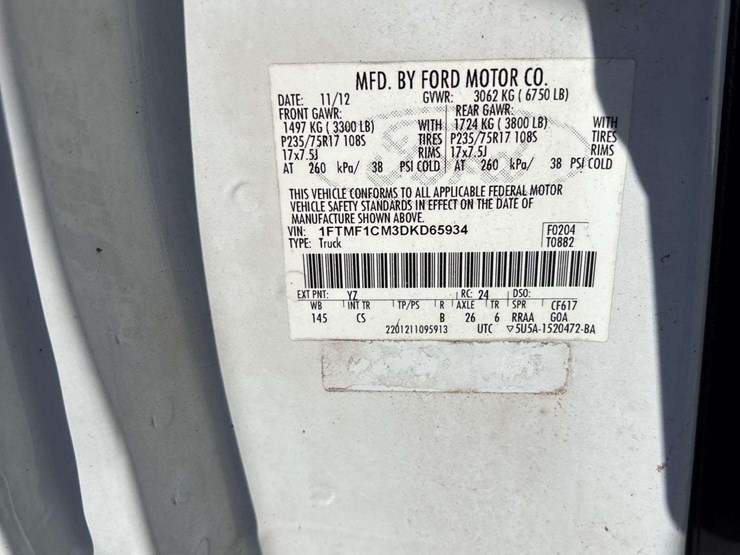 MFD. BY FORD MOTOR CO.
DATE: 11/12 GVWR: 3062 KG ( 6750 LB)
FRONT GAWR: REAR GAWR:
1497 KG ( 3300 LB) WITH 1724 KG ( 3800 LB) WITH
P235/75R17 108S TIRES P235/75R17 108S TIRES
17x7.5J RIMS 17x7.5J RIMS
AT 260 kPa/ 38 PSI COLD AT 260 kPa/ 38 PSI COLD
THIS VEHICLE CONFORMS TO ALL APPLICABLE FEDERAL MOTOR
VEHICLE SAFETY STANDARDS IN EFFECT ON THE DATE OF
MANUFACTURE SHOWN ABOVE.
VIN: 1FTMF1CM3DKD65934 F0204
TYPE: Truck T0882
EXT PNT: YZ RC: 24 DSO:
WB INT TR TP/PS R AXLE TR SPR CF617
145 CS B 26 6 RRAA GOA
2201211095913 UTC ▽5U5A-1520472-BA